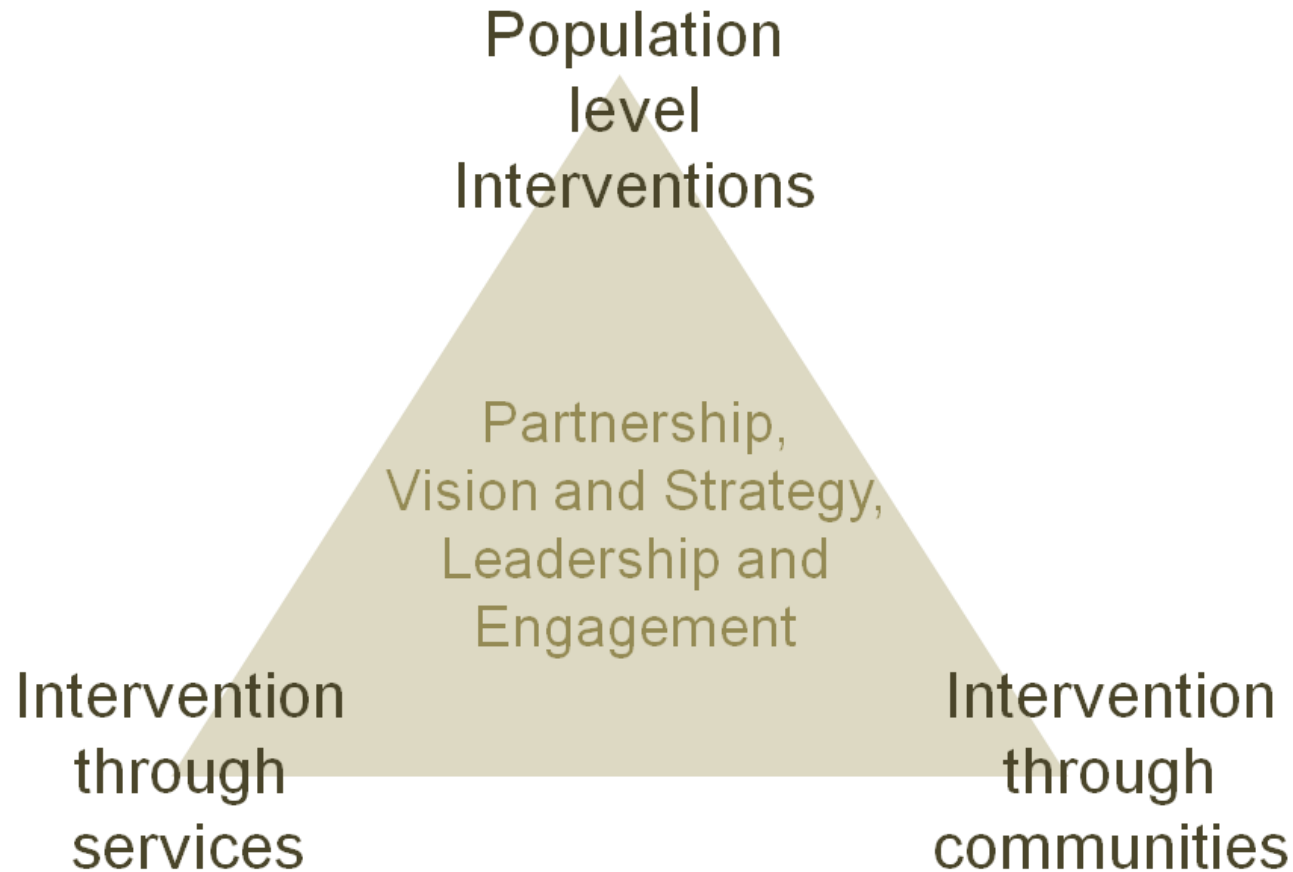 Population
level
Interventions
Partnership,
Vision and Strategy,
Leadership and
Engagement
Intervention
through
services
Intervention
through
communities